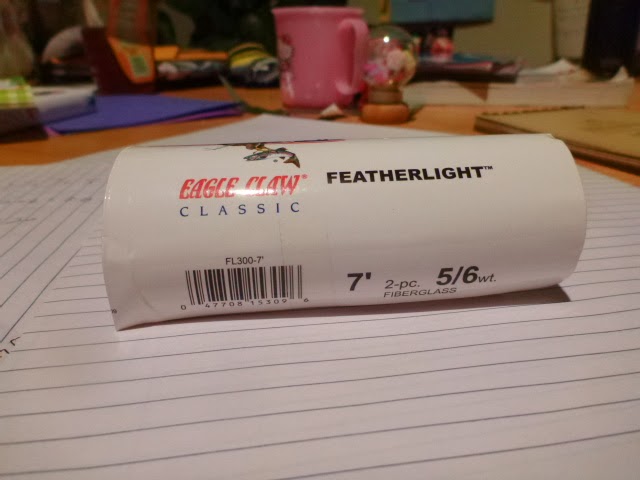 EAGLE CLAW®
CLASSIC
FEATHERLIGHT™
FL300-7'
0 47708 15309 6
7' 2-pc. 5/6wt.
FIBERGLASS